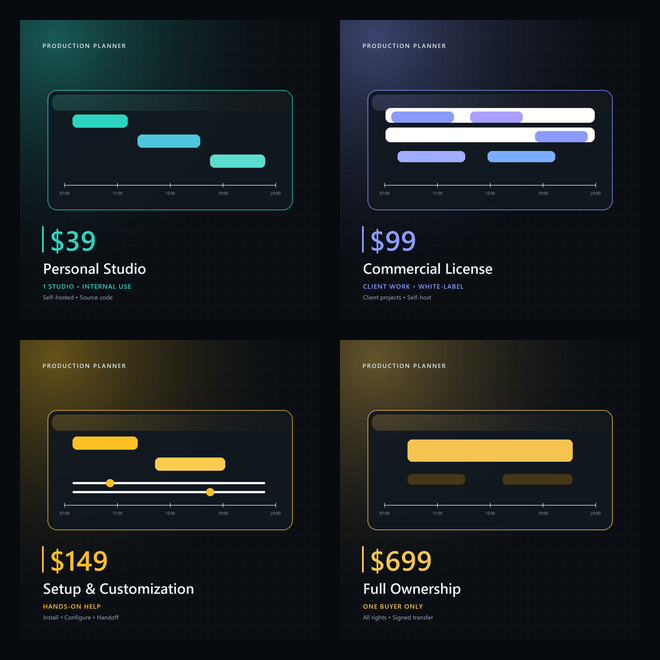 PRODUCTION PLANNER
07:00 11:00 15:00 19:00 23:00
$39
Personal Studio
1 STUDIO • INTERNAL USE
Self-hosted • Source code
PRODUCTION PLANNER
07:00 11:00 15:00 19:00 23:00
$99
Commercial License
CLIENT WORK • WHITE-LABEL
Client projects • Self-host
PRODUCTION PLANNER
07:00 11:00 15:00 19:00 23:00
$149
Setup & Customization
HANDS-ON HELP
Install • Configure • Handoff
PRODUCTION PLANNER
07:00 11:00 15:00 19:00 23:00
$699
Full Ownership
ONE BUYER ONLY
All rights • Signed transfer